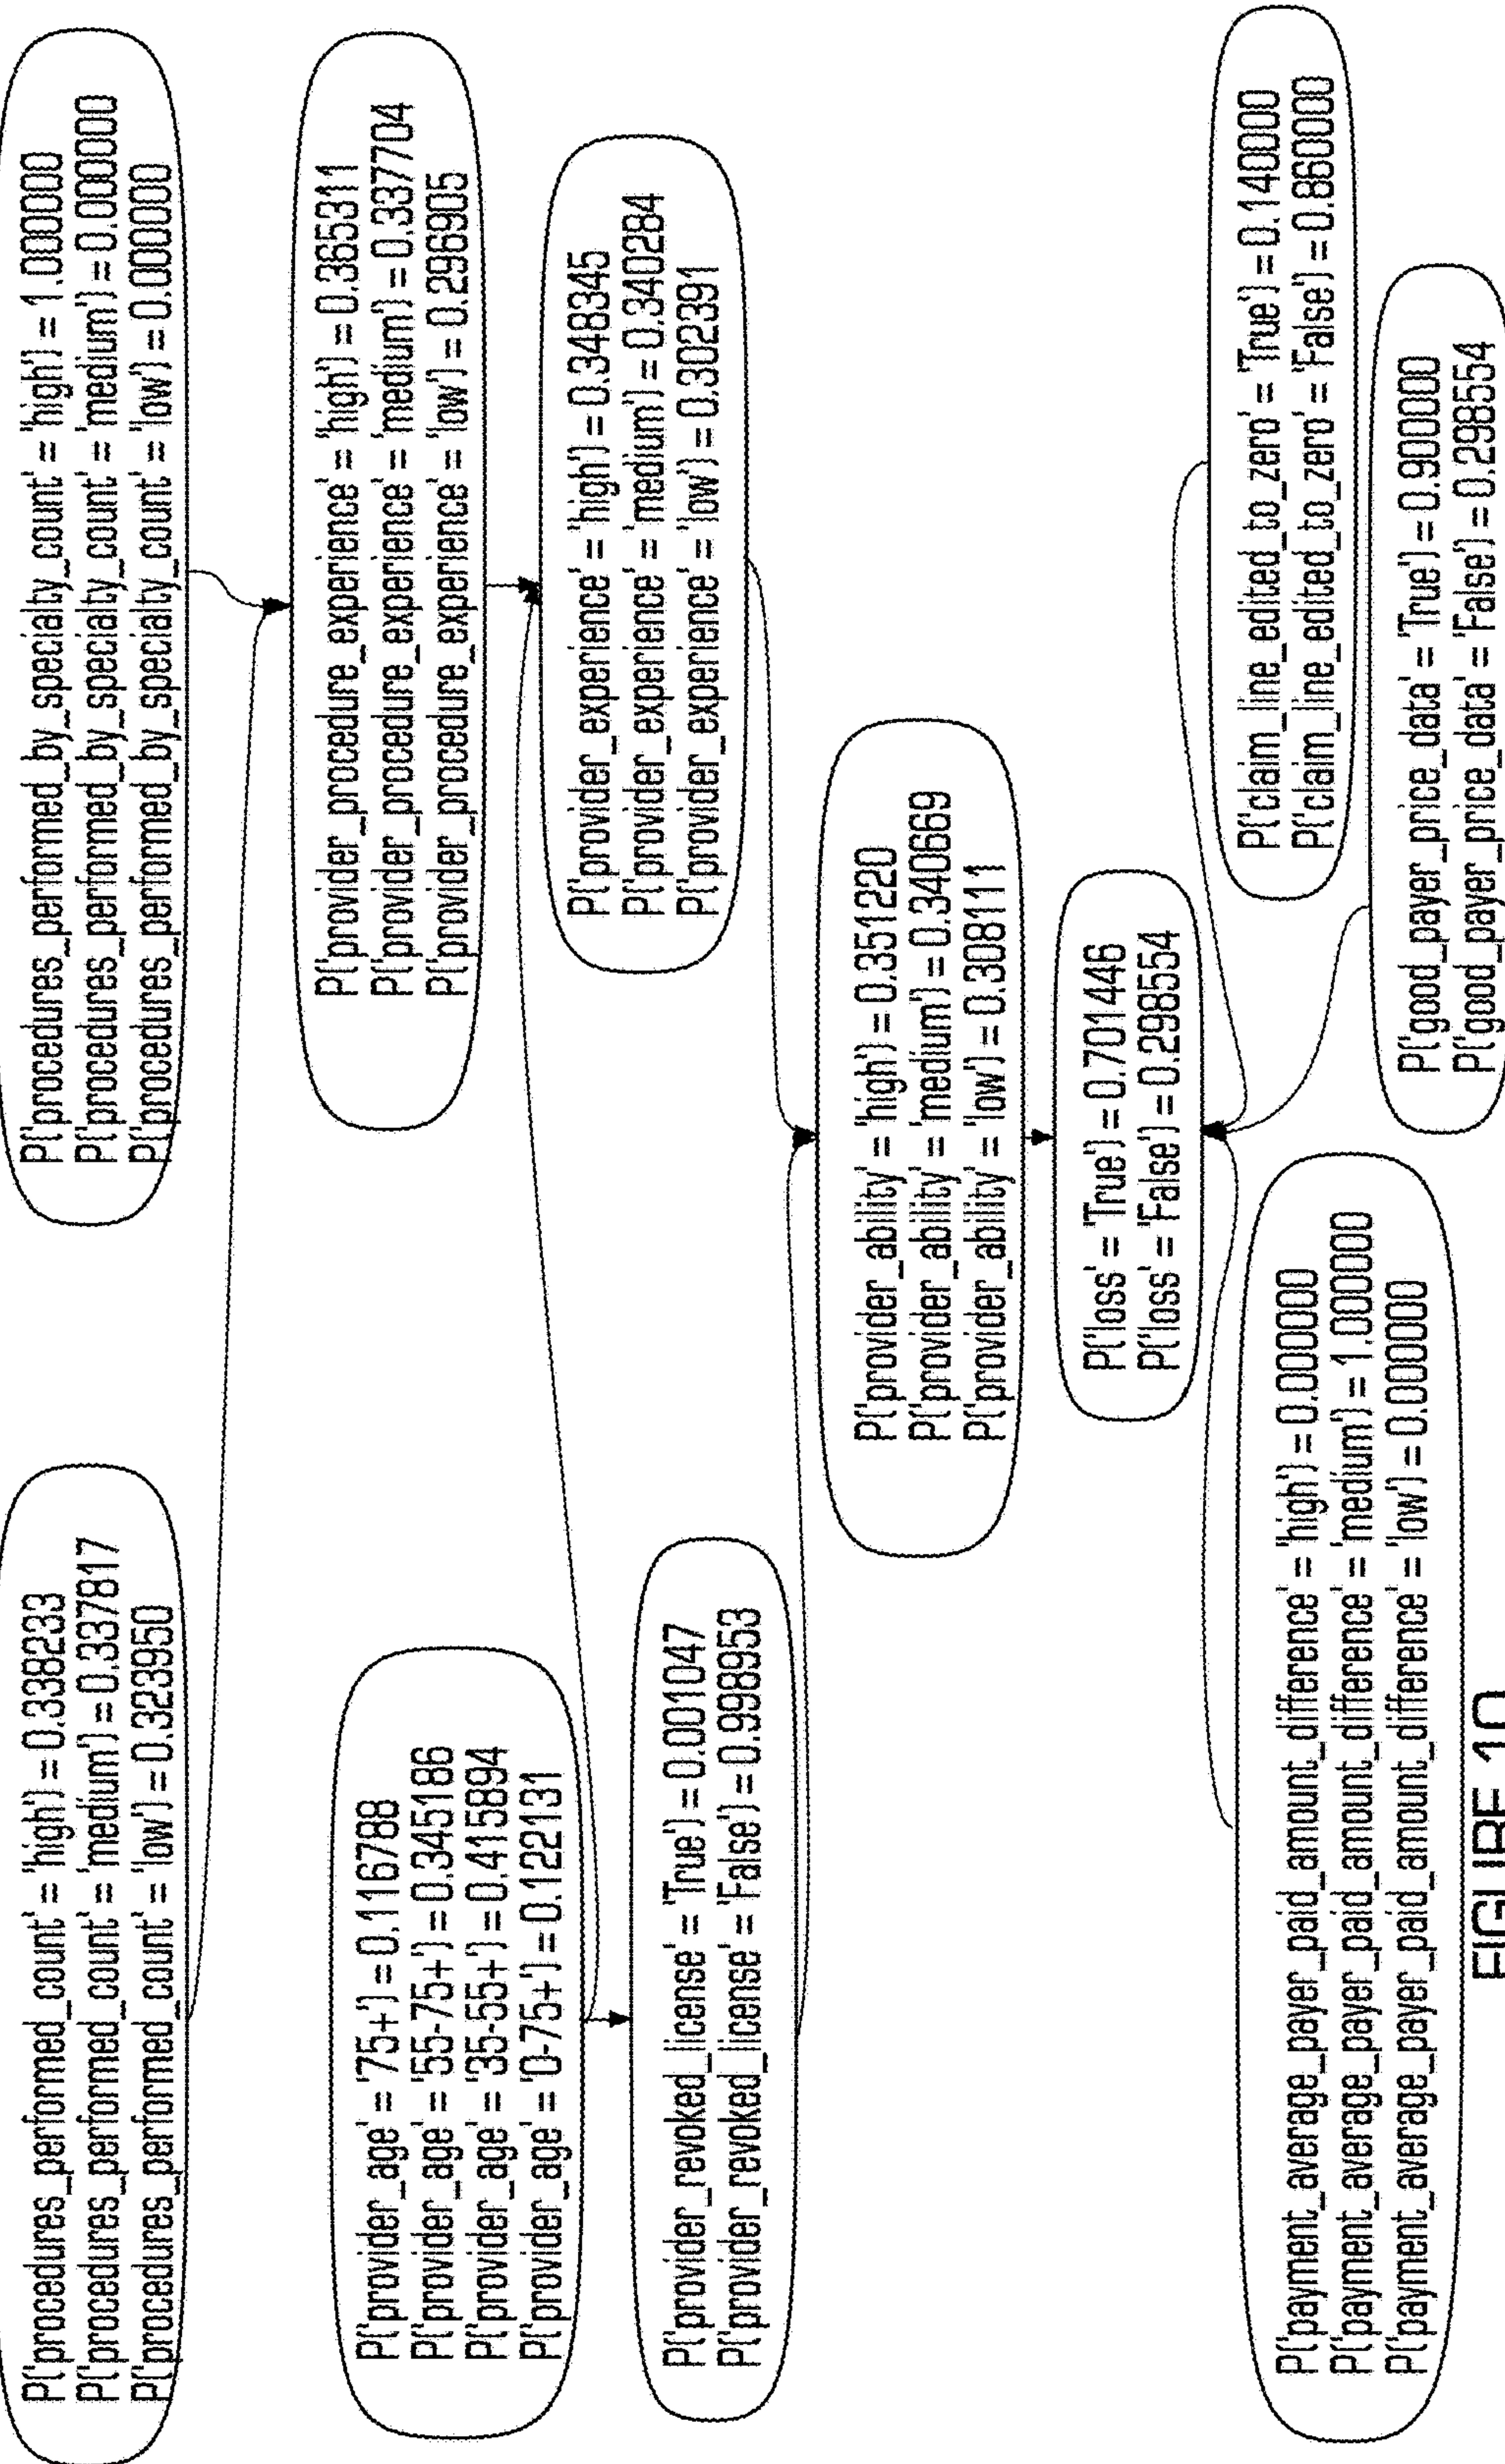 P('procedures_performed_count' = 'high') = 0.338233
P('procedures_performed_count' = 'medium') = 0.337817
P('procedures_performed_count' = 'low') = 0.323950
P('procedures_performed_by_specialty_count' = 'high') = 1.00000
P('procedures_performed_by_specialty_count' = 'medium') = 0.000000
P('procedures_performed_by_specialty_count' = 'low') = 0.000000
P('provider_procedure_experience' = 'high') = 0.365311
P('provider_procedure_experience' = 'medium') = 0.337704
P('provider_procedure_experience' = 'low') = 0.296905
P('provider_age' = '75+') = 0.116788
P('provider_age' = '55-75+') = 0.345186
P('provider_age' = '35-55+') = 0.415894
P('provider_age' = '0-75+') = 0.122131
P('provider_experience' = 'high') = 0.348345
P('provider_experience' = 'medium') = 0.340284
P('provider_experience' = 'low') = 0.302391
P('provider_revoked_license' = 'True') = 0.001047
P('provider_revoked_license' = 'False') = 0.998953
P('provider_ability' = 'high') = 0.351220
P('provider_ability' = 'medium') = 0.340669
P('provider_ability' = 'low') = 0.308111
P('loss' = 'True') = 0.701446
P('loss' = 'False') = 0.298554
P('claim_line_edited_to_zero' = 'True') = 0.140000
P('claim_line_edited_to_zero' = 'False') = 0.860000
P('payment_average_payer_paid_amount_difference' = 'high') = 0.00000
P('payment_average_payer_paid_amount_difference' = 'medium') = 1.000000
P('payment_average_payer_paid_amount_difference' = 'low') = 0.000000
P('good_payer_price_data' = 'True') = 0.900000
P('good_payer_price_data' = 'False') = 0.298554
FIGURE 10